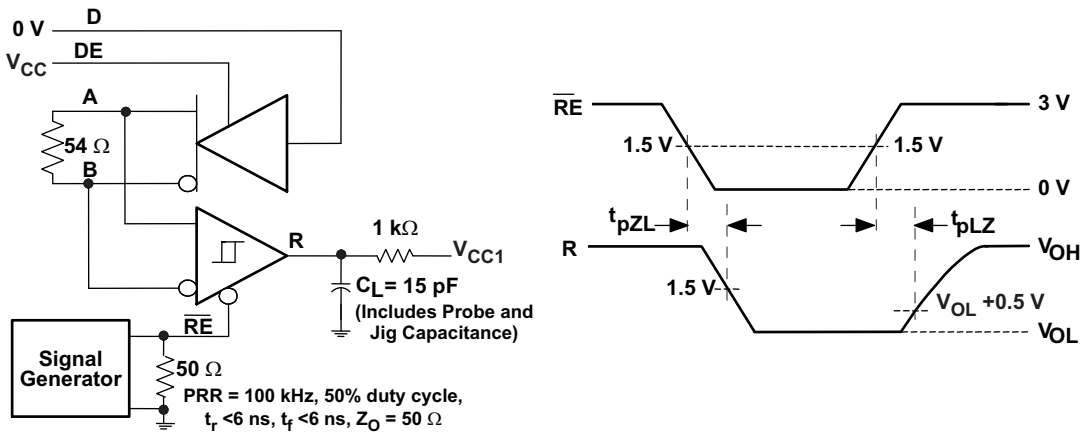 0 V
D
V_CC
DE
A
54 Ω
B
R
1 kΩ
V_CC1
C_L= 15 pF
(Includes Probe and
Jig Capacitance)
R̅E̅
Signal
Generator
50 Ω
PRR = 100 kHz, 50% duty cycle,
t_r <6 ns, t_f <6 ns, Z_O = 50 Ω
R̅E̅
3 V
1.5 V
1.5 V
0 V
t_pZL
t_pLZ
R
V_OH
1.5 V
V_OL +0.5 V
V_OL